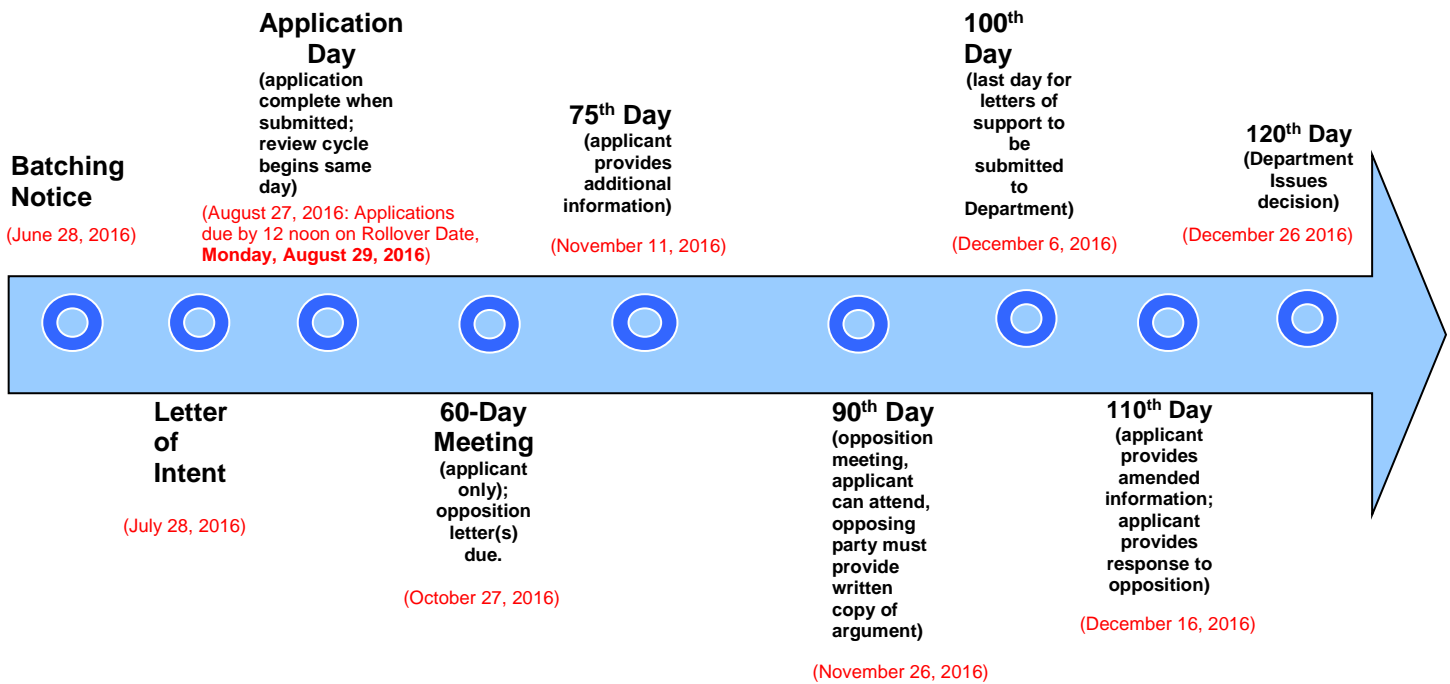 Batching
Notice
(June 28, 2016)
Letter
of
Intent
(July 28, 2016)
Application
Day
(application
complete when
submitted;
review cycle
begins same
day)
(August 27, 2016: Applications
due by 12 noon on Rollover Date,
Monday, August 29, 2016)
60-Day
Meeting
(applicant
only);
opposition
letter(s)
due.
(October 27, 2016)
75th Day
(applicant
provides
additional
information)
(November 11, 2016)
90th Day
(opposition
meeting,
applicant
can attend,
opposing
party must
provide
written
copy of
argument)
(November 26, 2016)
100th
Day
(last day for
letters of
support to
be
submitted
to
Department)
(December 6, 2016)
110th Day
(applicant
provides
amended
information;
applicant
provides
response to
opposition)
(December 16, 2016)
120th Day
(Department
Issues
decision)
(December 26 2016)